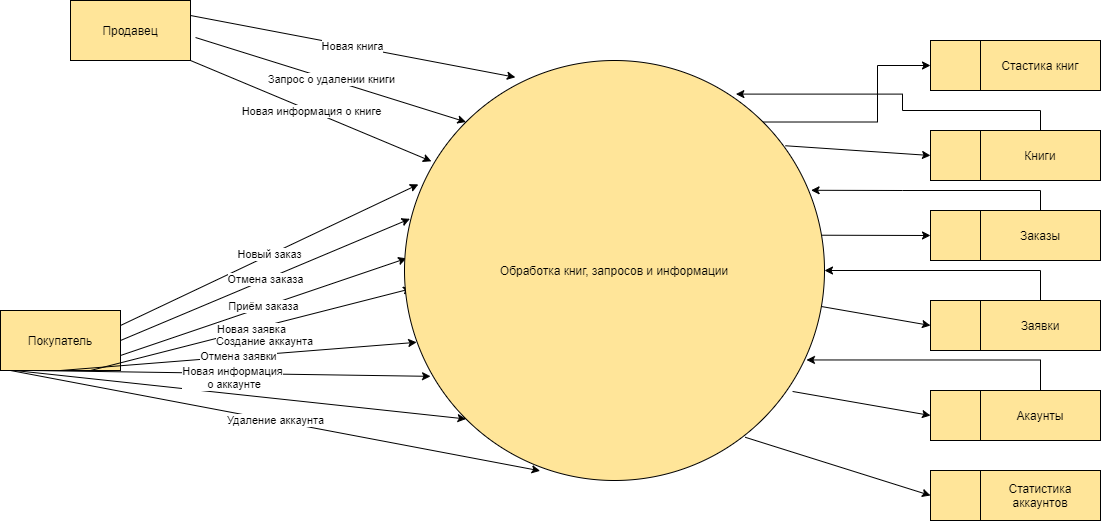 Продавец
Новая книга
Запрос о удалении книги
Новая информация о книге
Стастика книг
Книги
Заказы
Заявки
Акаунты
Статистика
аккаунтов
Обработка книг, запросов и информации
Покупатель
Новый заказ
Отмена заказа
Приём заказа
Новая заявка
Создание аккаунта
Отмена заявки
Новая информация
о аккаунте
Удаление аккаунта